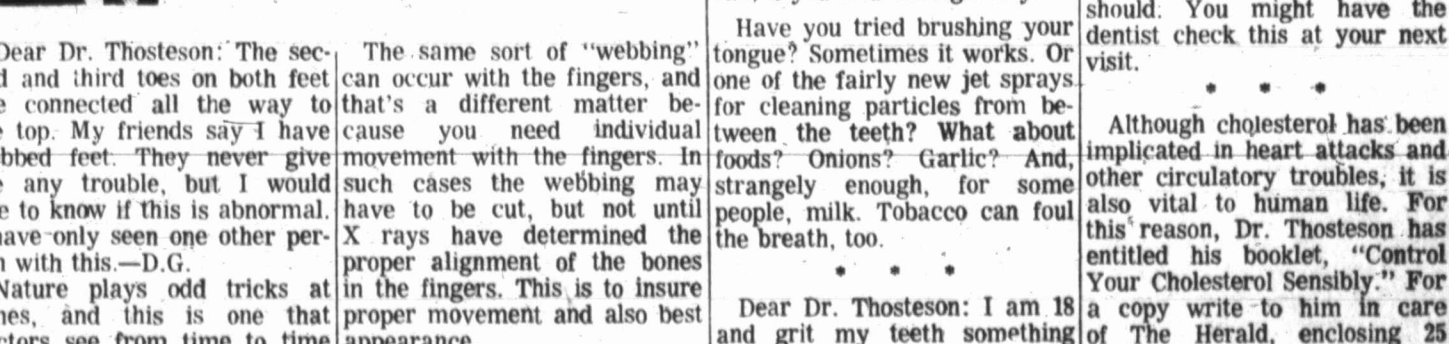 Dear Dr. Thosteson: The sec-
and third toes on both feet
connected all the way to
top. My friends say I have
bbed feet. They never give
any trouble, but I would
to know if this is abnormal.
ave only seen one other per-
with this.—D.G.
Nature plays odd tricks at
nes, and this is one that
ctors see from time to time
The same sort of "webbing"
can occur with the fingers, and
that's a different matter be-
cause you need individual
movement with the fingers. In
such cases the webbing may
have to be cut, but not until
X rays have determined the
proper alignment of the bones
in the fingers. This is to insure
proper movement and also best
appearance
Have you tried brushing your
tongue? Sometimes it works. Or
one of the fairly new jet sprays
for cleaning particles from be-
tween the teeth? What about
foods? Onions? Garlic? And,
strangely enough, for some
people, milk. Tobacco can foul
the breath, too.
* * *
Dear Dr. Thosteson: I am 18
and grit my teeth something
should. You might have the
dentist check this at your next
visit.
* * *
Although cholesterol has been
implicated in heart attacks and
other circulatory troubles, it is
also vital to human life. For
this reason, Dr. Thosteson has
entitled his booklet, "Control
Your Cholesterol Sensibly." For
a copy write to him in care
of The Herald, enclosing 25